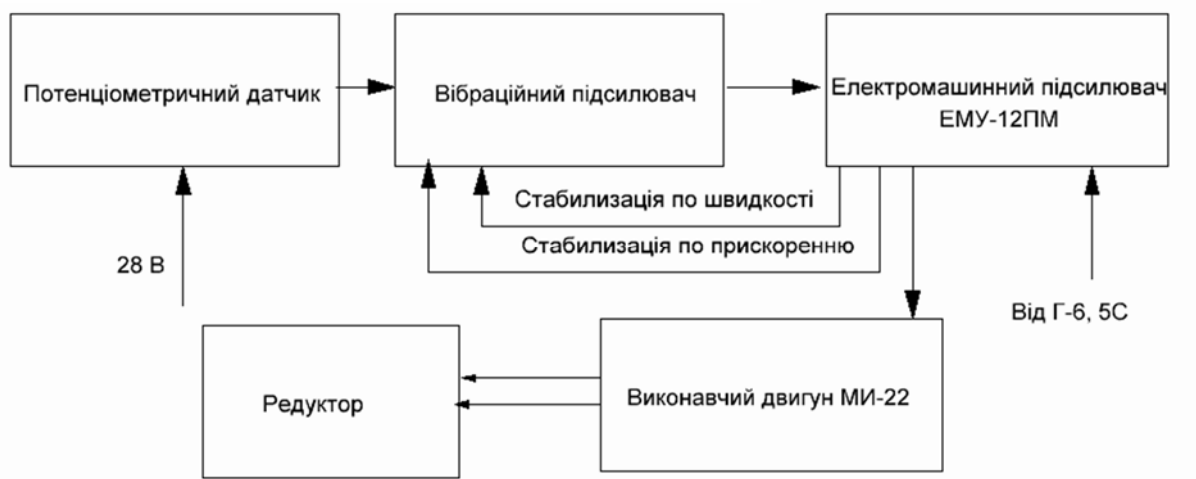 Потенціометричний датчик
Вібраційний підсилювач
Електромашинний підсилювач
ЕМУ-12ПМ
Стабилизація по швидкості
Стабилизація по прискоренню
28 В
Від Г-6, 5С
Редуктор
Виконавчий двигун МИ-22